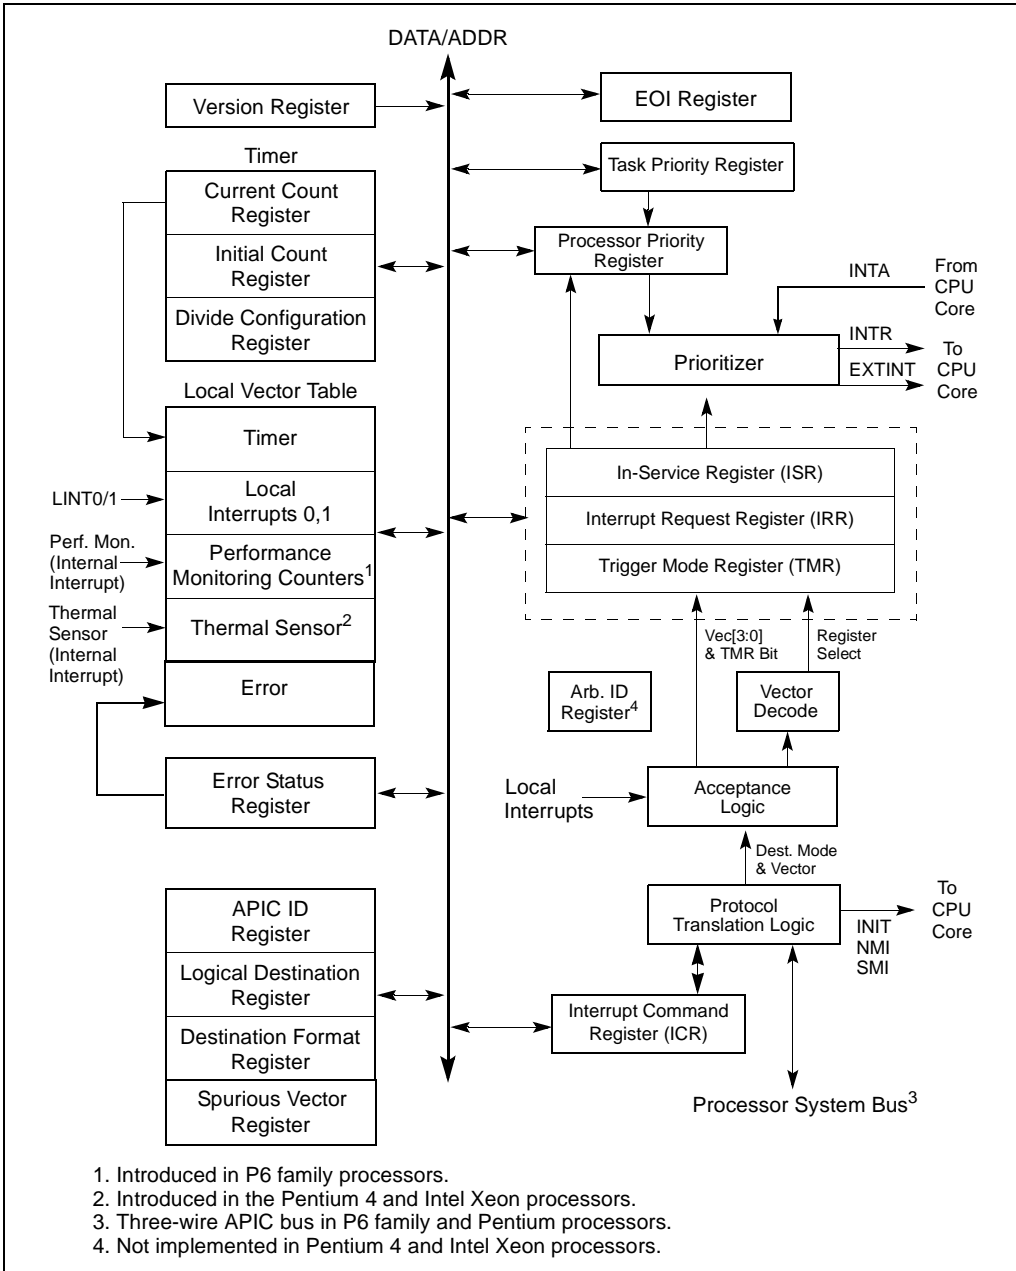 DATA/ADDR
Version Register
EOI Register
Timer
Current Count
Register
Initial Count
Register
Divide Configuration
Register
Task Priority Register
Processor Priority
Register
INTA
From
CPU
Core
Prioritizer
INTR
EXTINT
To
CPU
Core
Local Vector Table
Timer
Local
Interrupts 0,1
Performance
Monitoring Counters1
Thermal Sensor2
Error
LINT0/1
Perf. Mon.
(Internal
Interrupt)
Thermal
Sensor
(Internal
Interrupt)
In-Service Register (ISR)
Interrupt Request Register (IRR)
Trigger Mode Register (TMR)
Vec[3:0]
& TMR Bit
Register
Select
Arb. ID
Register4
Vector
Decode
Error Status
Register
Local
Interrupts
Acceptance
Logic
Dest. Mode
& Vector
Protocol
Translation Logic
INIT
NMI
SMI
To
CPU
Core
APIC ID
Register
Logical Destination
Register
Destination Format
Register
Spurious Vector
Register
Interrupt Command
Register (ICR)
Processor System Bus3
1. Introduced in P6 family processors.
2. Introduced in the Pentium 4 and Intel Xeon processors.
3. Three-wire APIC bus in P6 family and Pentium processors.
4. Not implemented in Pentium 4 and Intel Xeon processors.